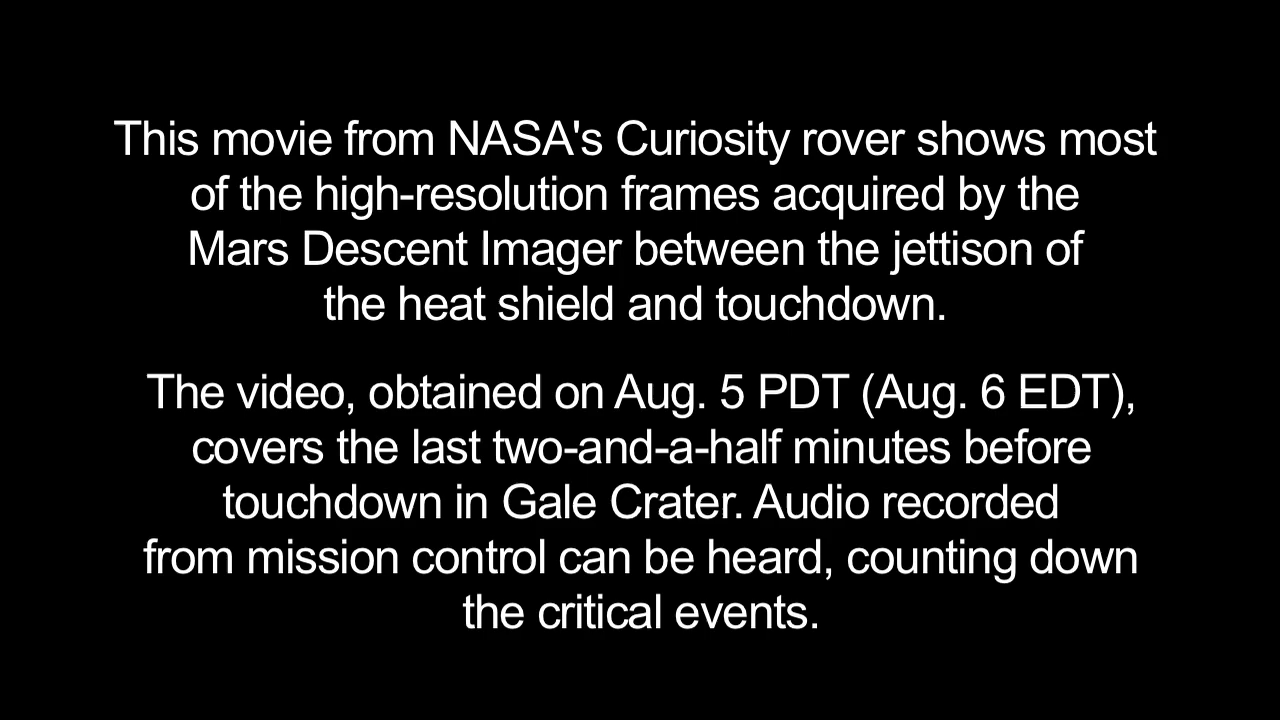 This movie from NASA's Curiosity rover shows most
of the high-resolution frames acquired by the
Mars Descent Imager between the jettison of
the heat shield and touchdown.
The video, obtained on Aug. 5 PDT (Aug. 6 EDT),
covers the last two-and-a-half minutes before
touchdown in Gale Crater. Audio recorded
from mission control can be heard, counting down
the critical events.